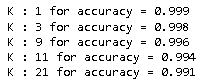 K : 1 for accuracy = 0.999
K : 3 for accuracy = 0.998
K : 9 for accuracy = 0.996
K : 11 for accuracy = 0.994
K : 21 for accuracy = 0.991